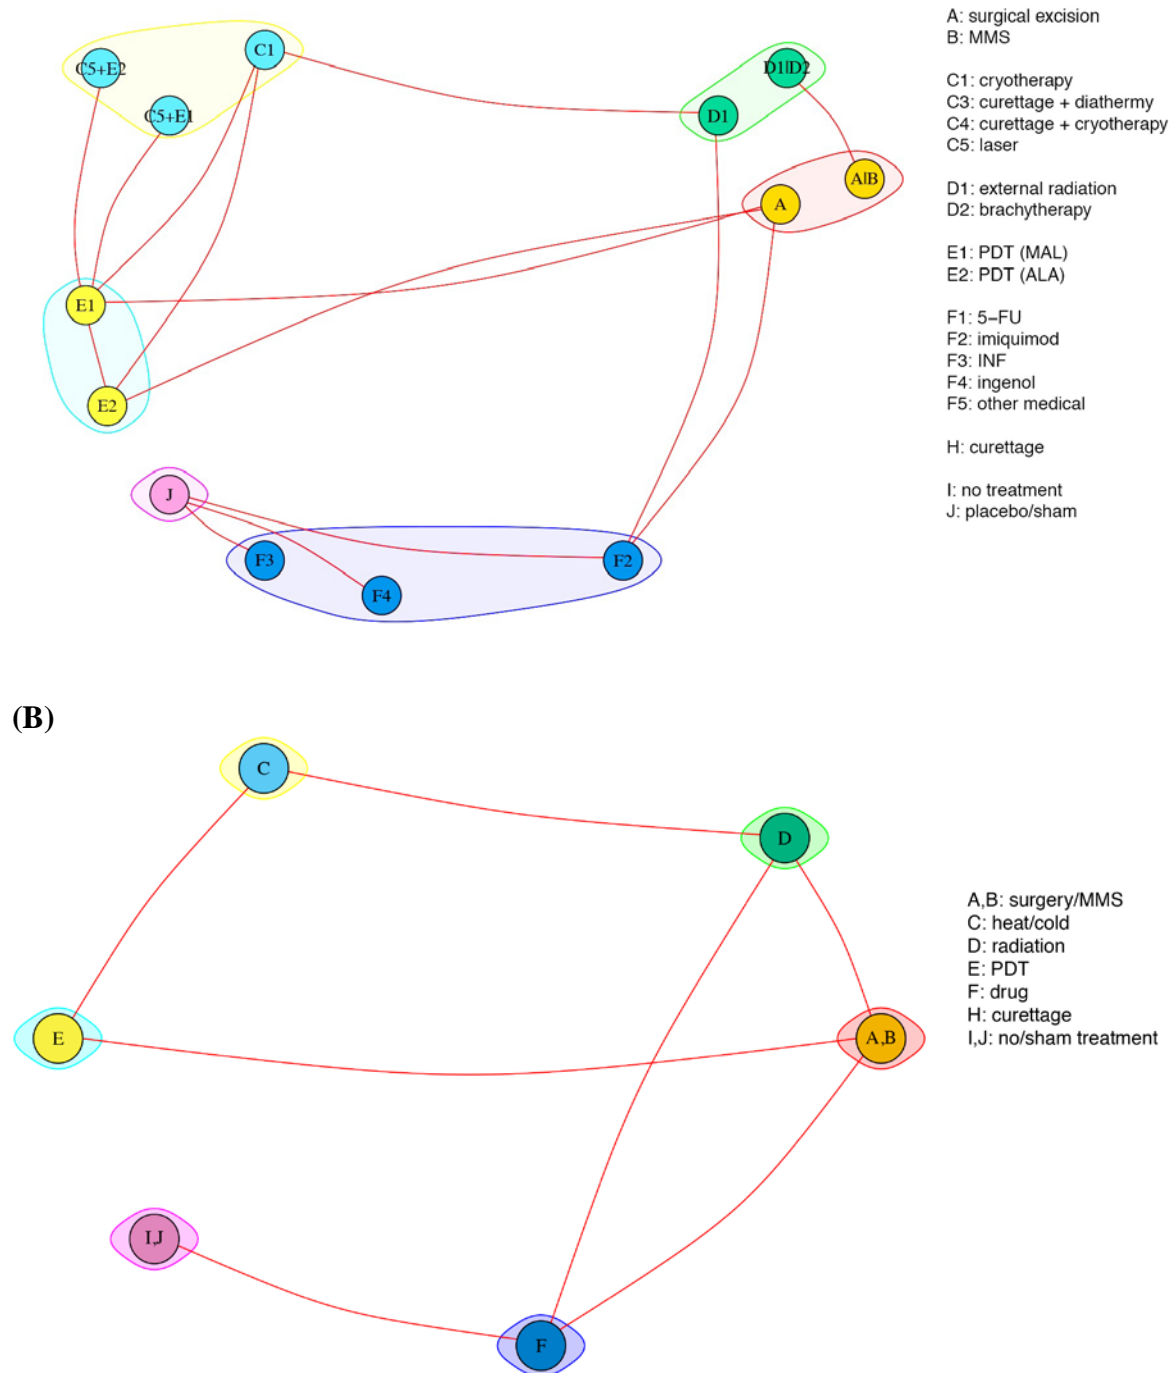 C1
C5+E2
C5+E1
D1|D2
D1
A|B
A
E1
E2
J
F3
F4
F2
A: surgical excision
B: MMS
C1: cryotherapy
C3: curettage + diathermy
C4: curettage + cryotherapy
C5: laser
D1: external radiation
D2: brachytherapy
E1: PDT (MAL)
E2: PDT (ALA)
F1: 5−FU
F2: imiquimod
F3: INF
F4: ingenol
F5: other medical
H: curettage
I: no treatment
J: placebo/sham
(B)
C
D
E
A,B
I,J
F
A,B: surgery/MMS
C: heat/cold
D: radiation
E: PDT
F: drug
H: curettage
I,J: no/sham treatment